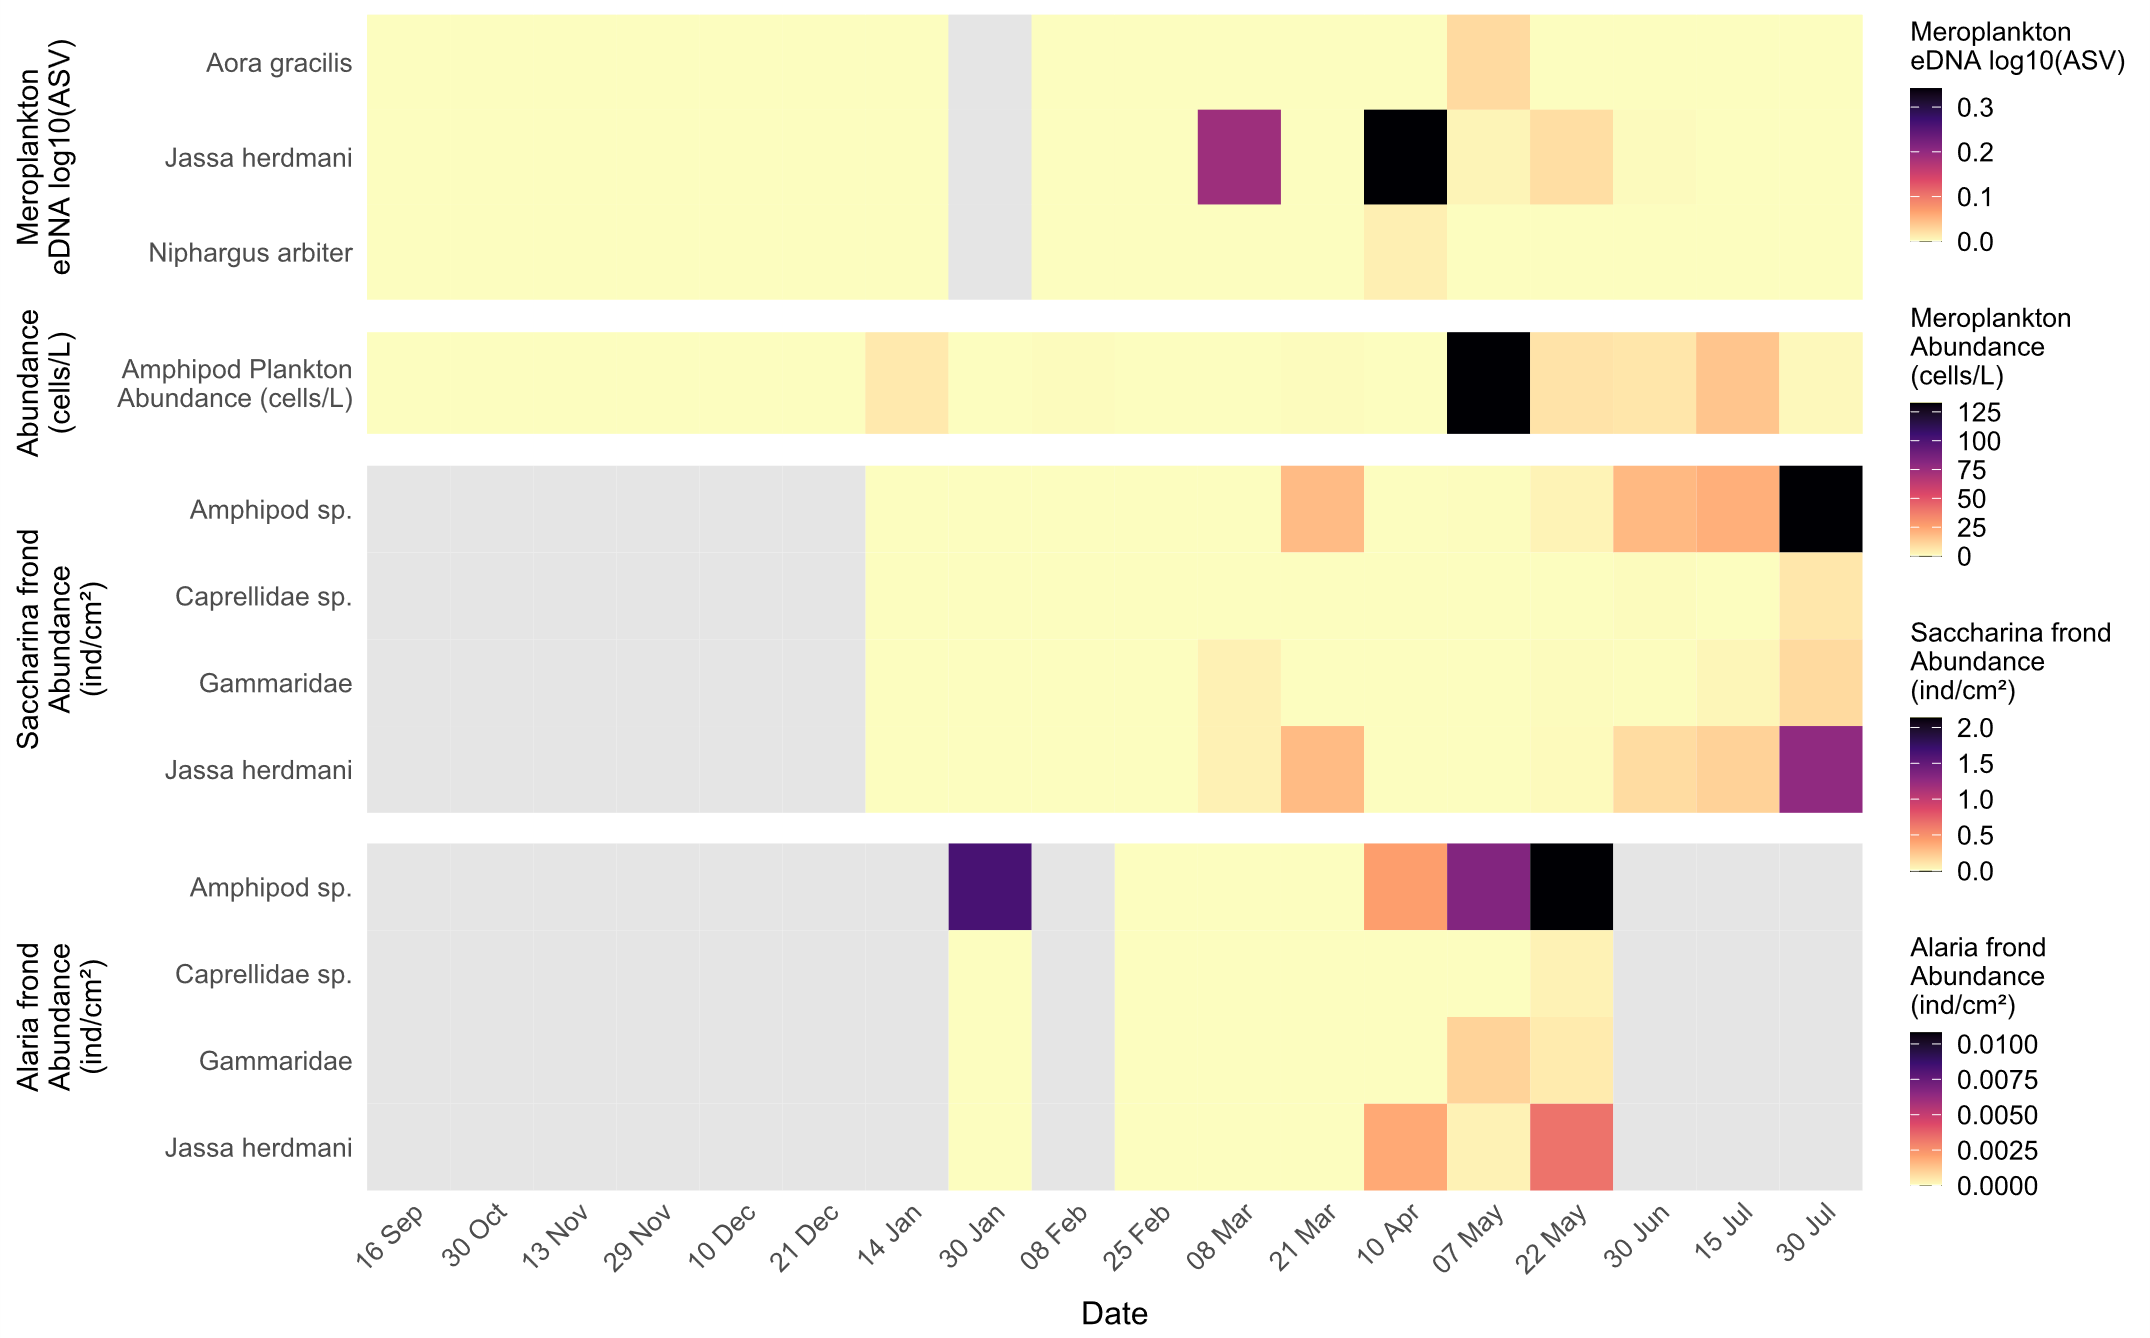 Meroplankton
eDNA log10(ASV)
Aora gracilis
Jassa herdmani
Niphargus arbiter
Abundance
(cells/L)
Amphipod Plankton
Abundance (cells/L)
Saccharina frond
Abundance
(ind/cm²)
Amphipod sp.
Caprellidae sp.
Gammaridae
Jassa herdmani
Alaria frond
Abundance
(ind/cm²)
Amphipod sp.
Caprellidae sp.
Gammaridae
Jassa herdmani
16 Sep
30 Oct
13 Nov
29 Nov
10 Dec
21 Dec
14 Jan
30 Jan
08 Feb
25 Feb
08 Mar
21 Mar
10 Apr
07 May
22 May
30 Jun
15 Jul
30 Jul
Date
Meroplankton
eDNA log10(ASV)
0.3
0.2
0.1
0.0
Meroplankton
Abundance
(cells/L)
125
100
75
50
25
0
Saccharina frond
Abundance
(ind/cm²)
2.0
1.5
1.0
0.5
0.0
Alaria frond
Abundance
(ind/cm²)
0.0100
0.0075
0.0050
0.0025
0.0000